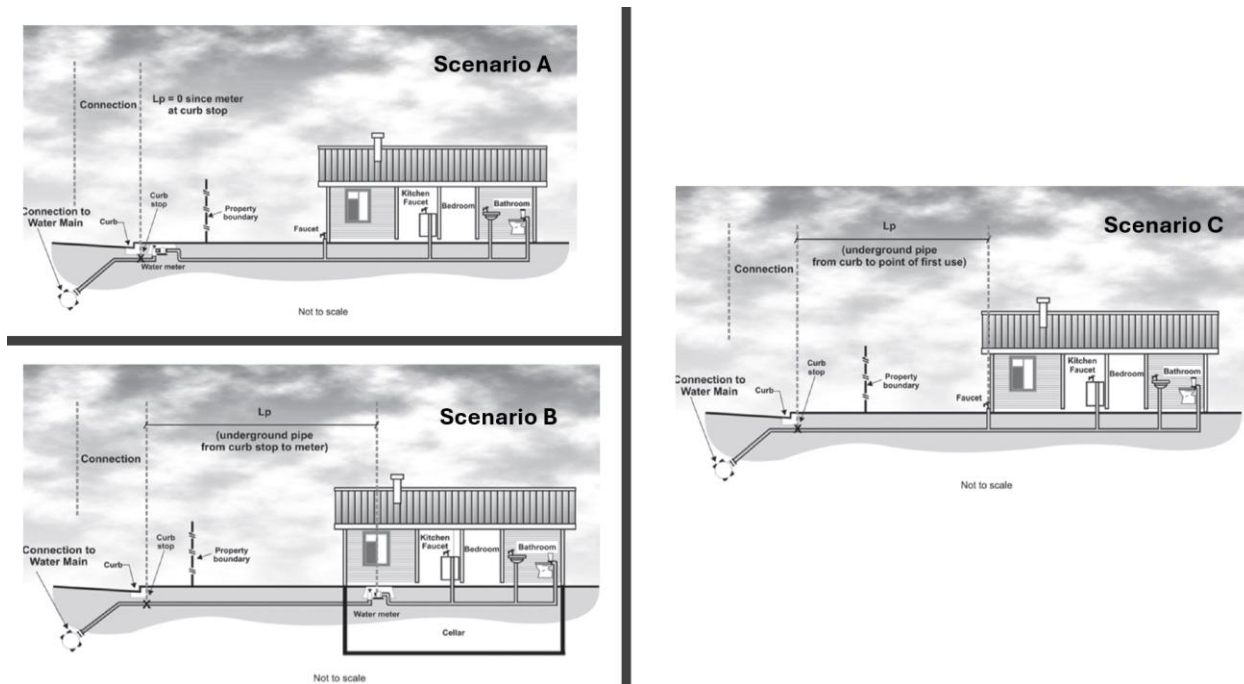 Scenario A
Connection
Lp = 0 since meter
at curb stop
Connection to
Water Main
Curb
Curb
stop
Property
boundary
Water meter
Faucet
Kitchen
Faucet
Bedroom
Bathroom
Not to scale
Scenario B
Lp
(underground pipe
from curb stop to meter)
Connection
Connection to
Water Main
Curb
Curb
stop
Property
boundary
Kitchen
Faucet
Bedroom
Bathroom
Water meter
Cellar
Not to scale
Scenario C
Lp
(underground pipe
from curb to point of first use)
Connection
Connection to
Water Main
Curb
Curb
stop
Property
boundary
Faucet
Kitchen
Faucet
Bedroom
Bathroom
Not to scale